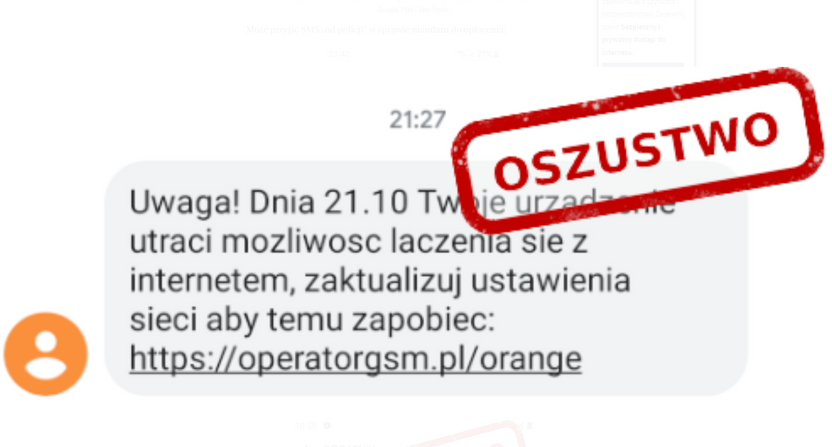 21:27
OSZUSTWO
Uwaga! Dnia 21.10 Twoje urzadzenie
utraci mozliwosc laczenia sie z
internetem, zaktualizuj ustawienia
sieci aby temu zapobiec:
https://operatorgsm.pl/orange